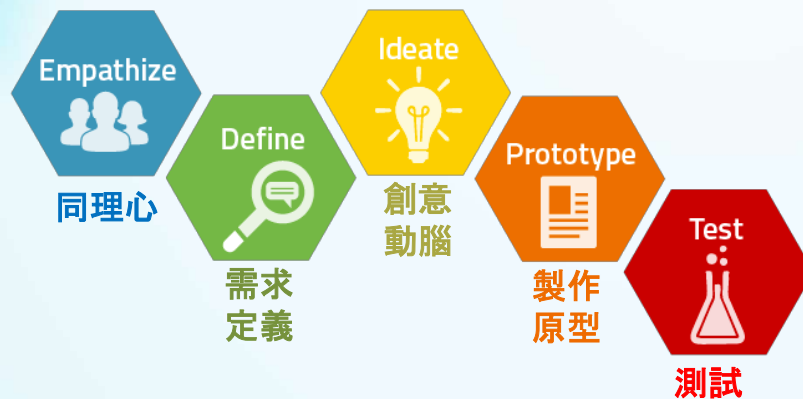 Empathize
同理心
Define
需求
定義
Ideate
創意
動腦
Prototype
製作
原型
Test
測試